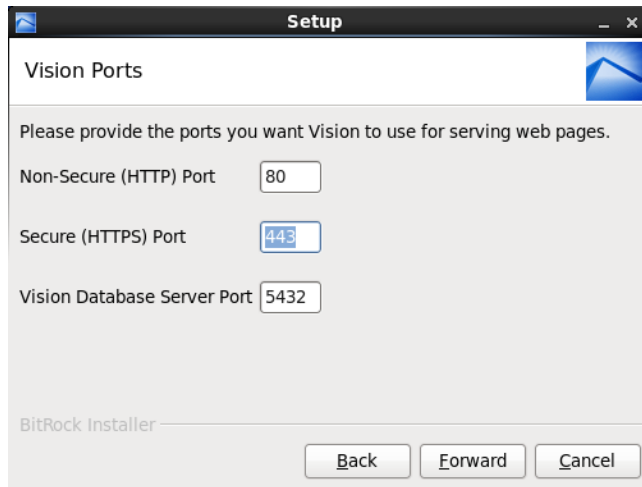 Setup
Vision Ports
Please provide the ports you want Vision to use for serving web pages.
Non-Secure (HTTP) Port 80
Secure (HTTPS) Port 443
Vision Database Server Port 5432
BitRock Installer
Back Forward Cancel